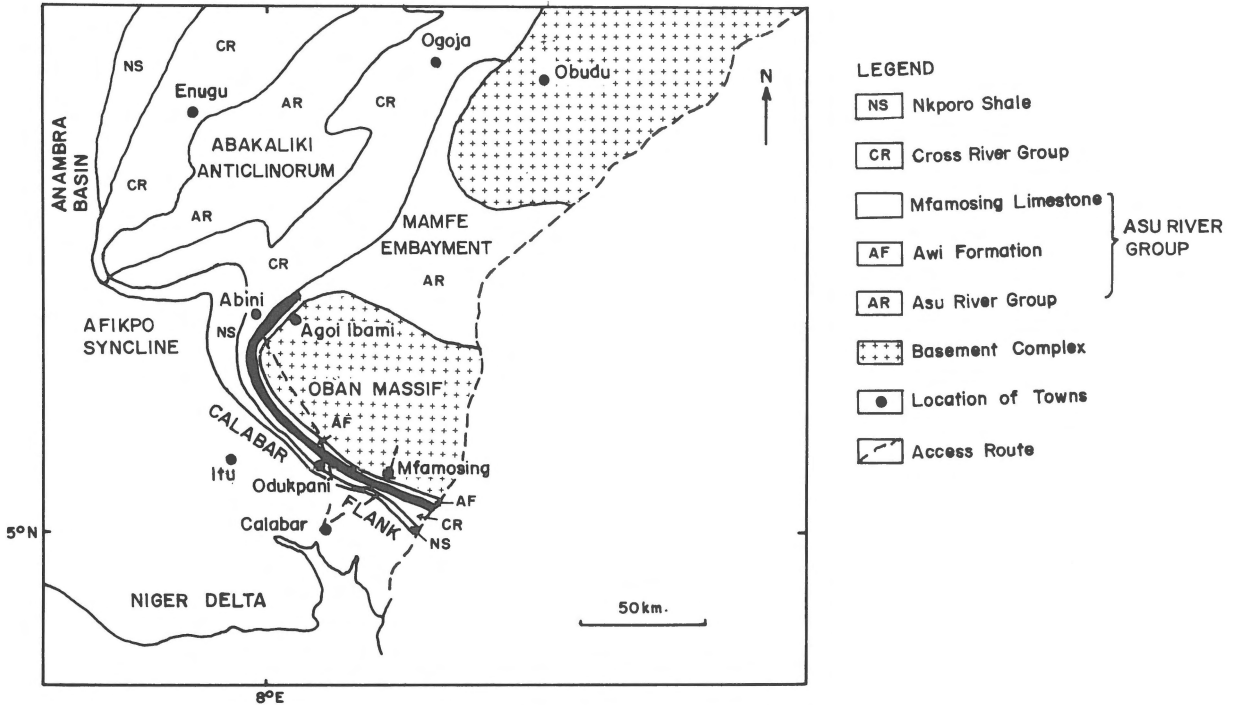 CR
Ogoja
NS
Obudu
N
Enugu
AR
CR
ABAKALIKI
ANTICLINORUM
ANAMBRA
BASIN
CR
AR
MAMFE
EMBAYMENT
CR
AR
Abini
AFIKPO
SYNCLINE
NS
Agoi Ibami
OBAN MASSIF
AF
CALABAR
FLANK
Itu
Odukpani
Mfamosing
AF
CR
NS
Calabar
5°N
NIGER DELTA
50km.
8°E
LEGEND
NS Nkporo Shale
CR Cross River Group
Mfamosing Limestone
AF Awi Formation
AR Asu River Group
ASU RIVER
GROUP
Basement Complex
Location of Towns
Access Route